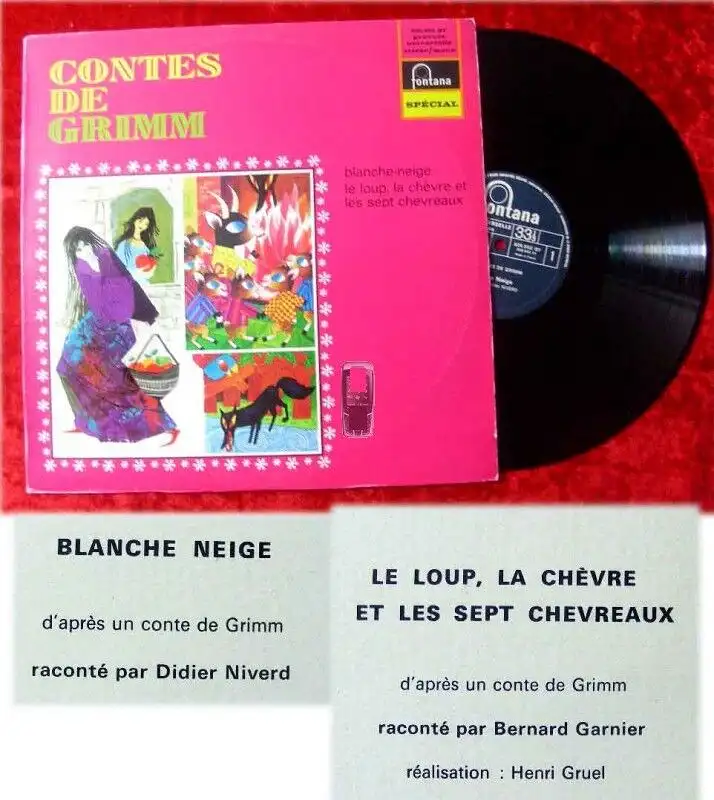 CONTES
DE
GRIMM
fontana
SPÉCIAL
blanche-neige
le loup, la chèvre et
les sept chevreaux
fontana
33⅓
1
Neige
BLANCHE NEIGE
d'après un conte de Grimm
raconté par Didier Niverd
LE LOUP, LA CHÈVRE
ET LES SEPT CHEVREAUX
d'après un conte de Grimm
raconté par Bernard Garnier
réalisation : Henri Gruel